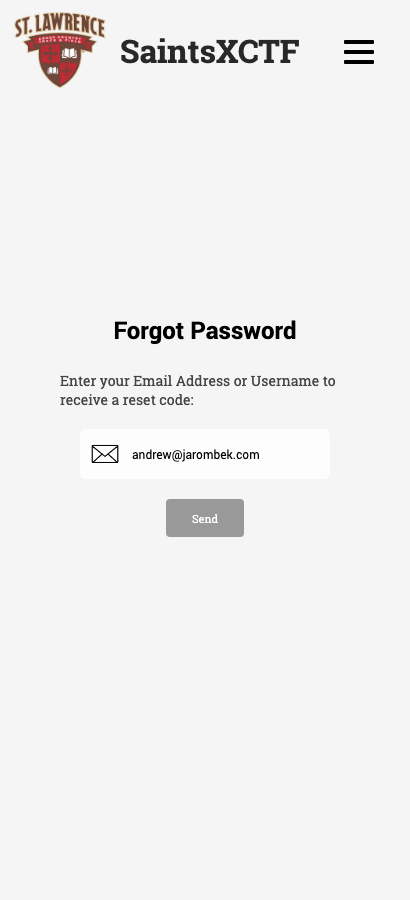 ST. LAWRENCE
SaintsXCTF
Forgot Password
Enter your Email Address or Username to
receive a reset code:
andrew@jarombek.com
Send